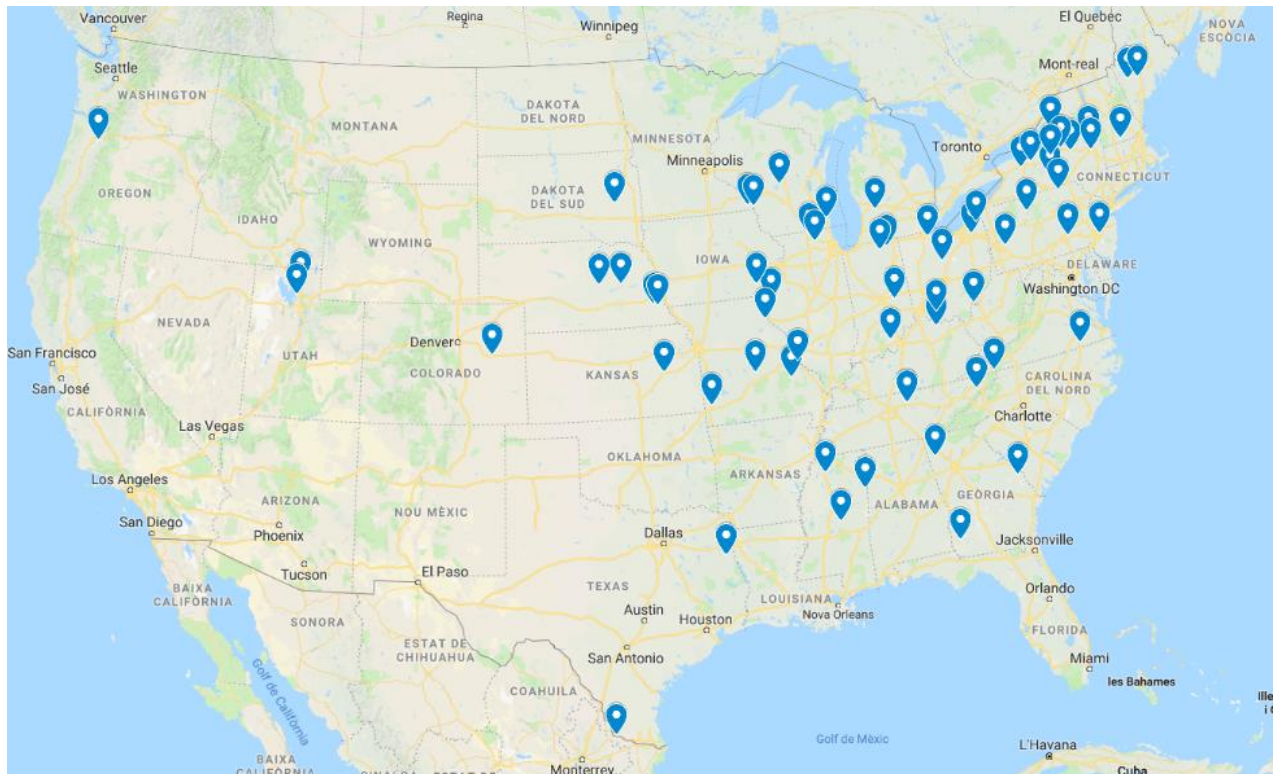 Vancouver
Regina
Winnipeg
El Quebec
NOVA
ESCÒCIA
Seattle
Mont-real
WASHINGTON
DAKOTA
DEL NORD
MONTANA
MINNESOTA
Toronto
Minneapolis
CONNECTICUT
OREGON
DAKOTA
DEL SUD
IDAHO
WYOMING
IOWA
DELAWARE
Washington DC
NEVADA
Denver
San Francisco
UTAH
COLORADO
KANSAS
CAROLINA
DEL NORD
San José
CALIFÒRNIA
Charlotte
Las Vegas
OKLAHOMA
ARKANSAS
Los Angeles
ARIZONA
GEÒRGIA
NOU MÈXIC
ALABAMA
San Diego
Phoenix
Dallas
Jacksonville
Tucson
El Paso
TEXAS
BAIXA
CALIFÒRNIA
LOUISIANA
Orlando
Austin
Houston
Nova Orleans
SONORA
FLORIDA
ESTAT DE
CHIHUAHUA
San Antonio
Miami
les Bahames
COAHUILA
Golf de Califòrnia
Golf de Mèxic
L'Havana
BAIXA
CALIFÒRNIA
Monterrey
Cuba